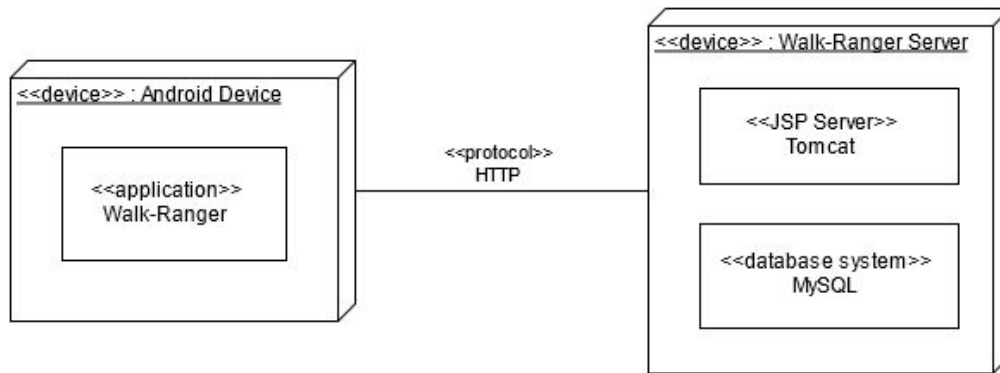 <<device>> : Android Device
<<application>>
Walk-Ranger
<<protocol>>
HTTP
<<device>> : Walk-Ranger Server
<<JSP Server>>
Tomcat
<<database system>>
MySQL